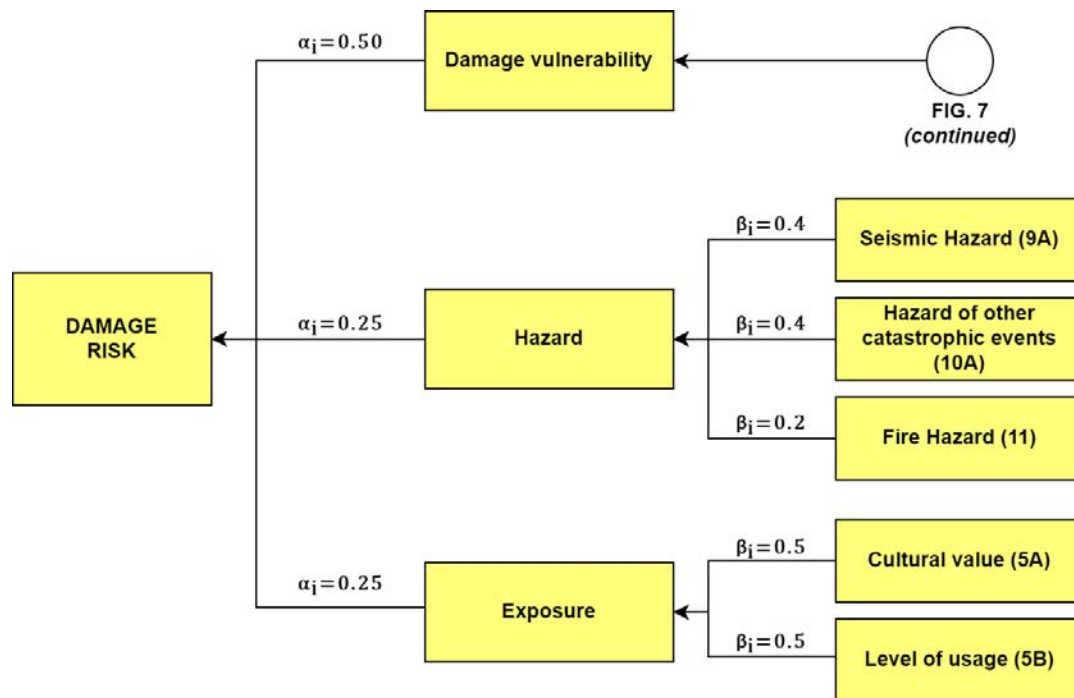 αᵢ=0.50
Damage vulnerability
FIG. 7
(continued)
βᵢ=0.4
Seismic Hazard (9A)
DAMAGE
RISK
αᵢ=0.25
Hazard
βᵢ=0.4
Hazard of other
catastrophic events
(10A)
βᵢ=0.2
Fire Hazard (11)
αᵢ=0.25
Exposure
βᵢ=0.5
Cultural value (5A)
βᵢ=0.5
Level of usage (5B)